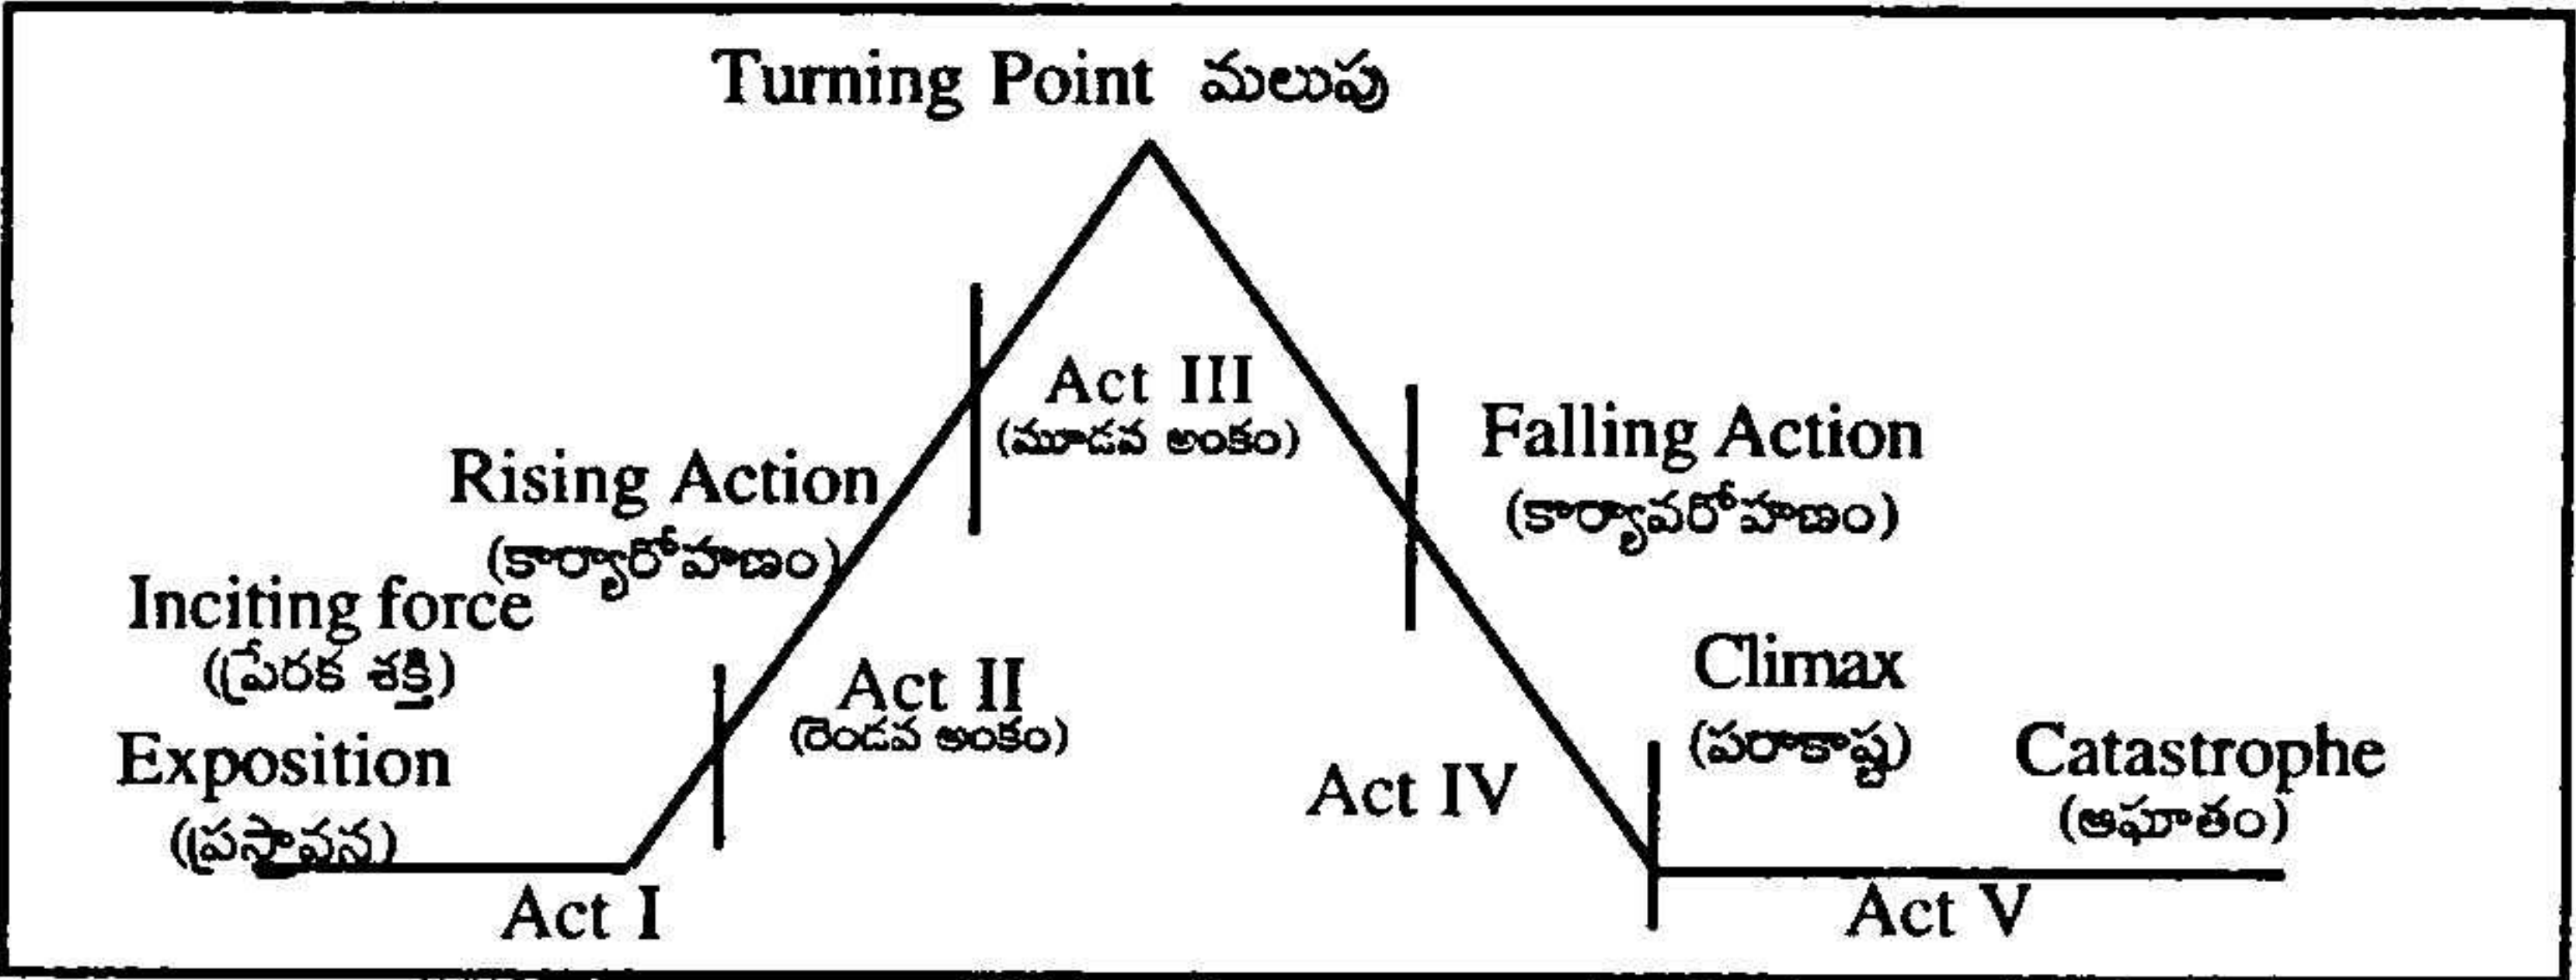 Turning Point మలుపు
Act III
(మూడవ అంకం)
Rising Action
(కార్యారోహణం)
Falling Action
(కార్యావరోహణం)
Inciting force
(ప్రేరక శక్తి)
Act II
(రెండవ అంకం)
Climax
(పరాకాష్ట)
Exposition
(ప్రస్తావన)
Act IV
Catastrophe
(ఆఘాతం)
Act I
Act V